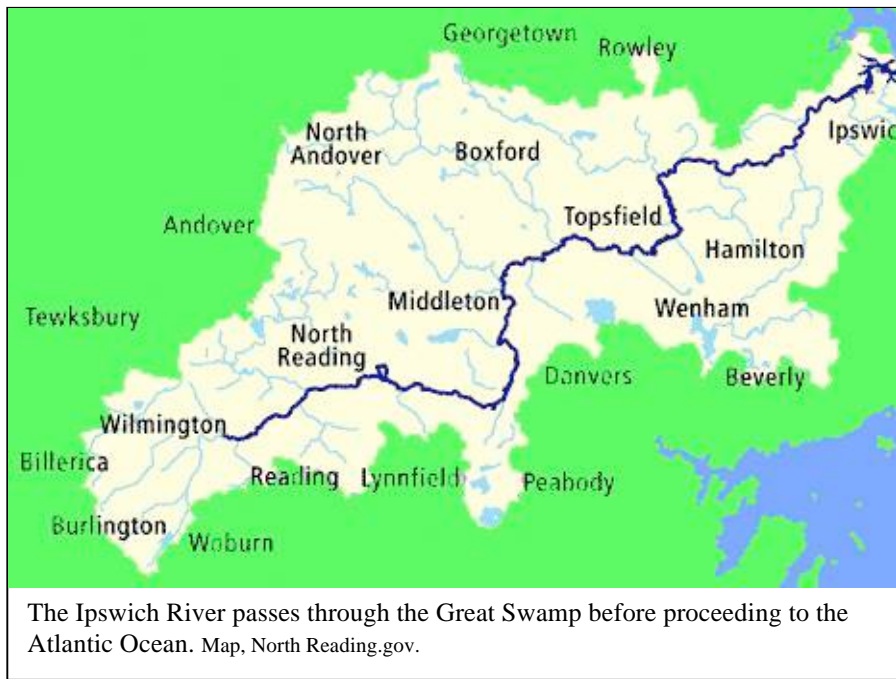 Georgetown
Rowley
North
Andover
Boxford
Ipswic
Andover
Topsfield
Hamilton
Tewksbury
Middleton
Wenham
North
Reading
Danvers
Beverly
Wilmington
Billerica
Reading
Lynnfield
Peabody
Burlington
Woburn
The Ipswich River passes through the Great Swamp before proceeding to the
Atlantic Ocean. Map, North Reading.gov.